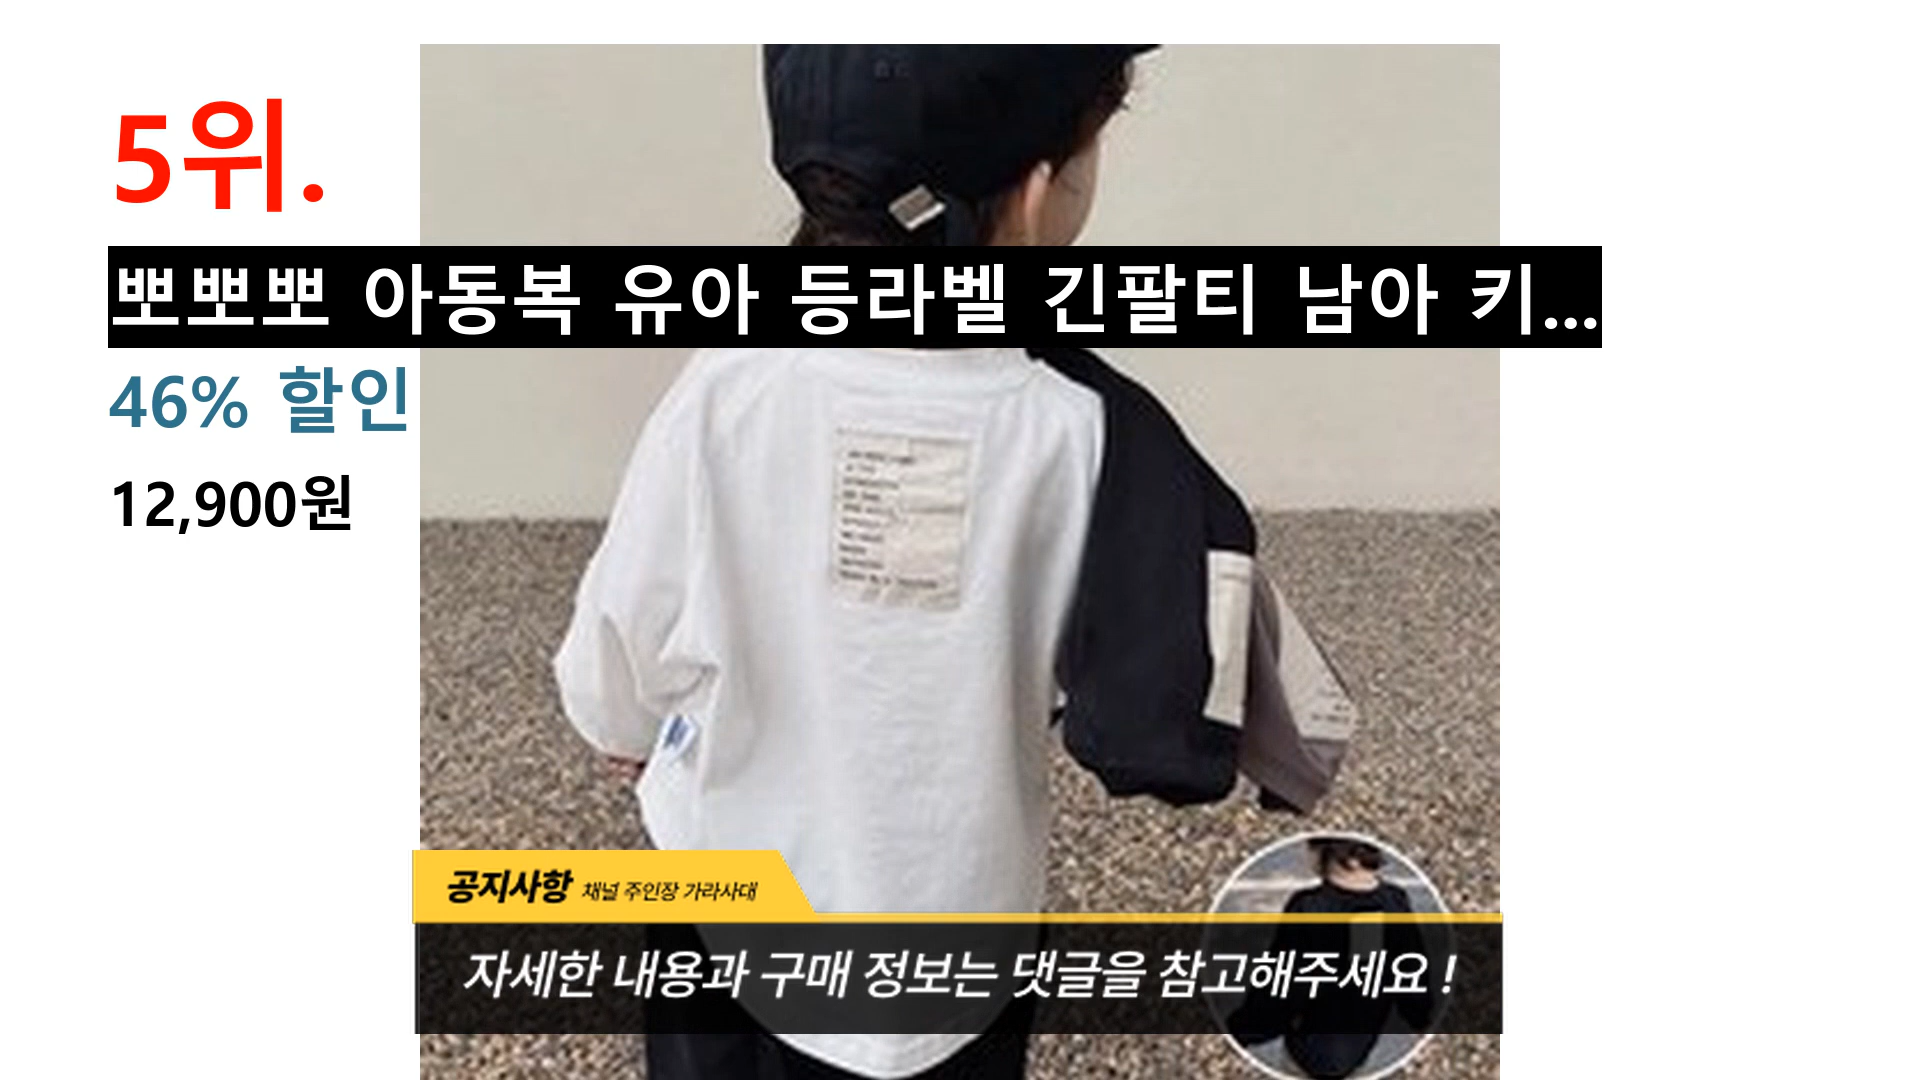 5위.
뽀뽀뽀 아동복 유아 등라벨 긴팔티 남아 키...
46% 할인
12,900원
공지사항 채널 주인장 가라사대
자세한 내용과 구매 정보는 댓글을 참고해주세요 !